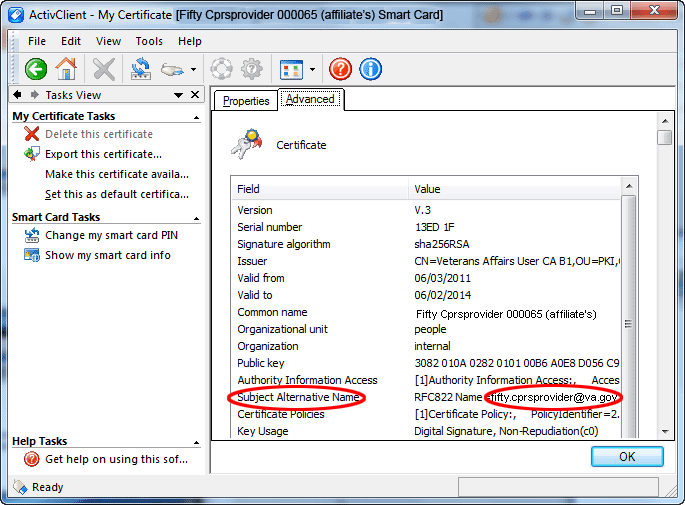 ActivClient - My Certificate [Fifty Cprsprovider 000065 (affiliate's) Smart Card]
File Edit View Tools Help
Tasks View
My Certificate Tasks
Delete this certificate
Export this certificate...
Make this certificate availa...
Set this as default certifica...
Smart Card Tasks
Change my smart card PIN
Show my smart card info
Help Tasks
Get help on using this sof...
Properties Advanced
Certificate
Field Value
Version V.3
Serial number 13ED 1F
Signature algorithm sha256RSA
Issuer CN=Veterans Affairs User CA B1,OU=PKI,
Valid from 06/03/2011
Valid to 06/02/2014
Common name Fifty Cprsprovider 000065 (affiliate's)
Organizational unit people
Organization internal
Public key 3082 010A 0282 0101 00B6 A0E8 D056 C9
Authority Information Access [1]Authority Information Access:, Acces
Subject Alternative Name RFC822 Name fifty.cprsprovider@va.gov
Certificate Policies [1]Certificate Policy:, PolicyIdentifier=2.
Key Usage Digital Signature, Non-Repudiation(c0)
OK
Ready